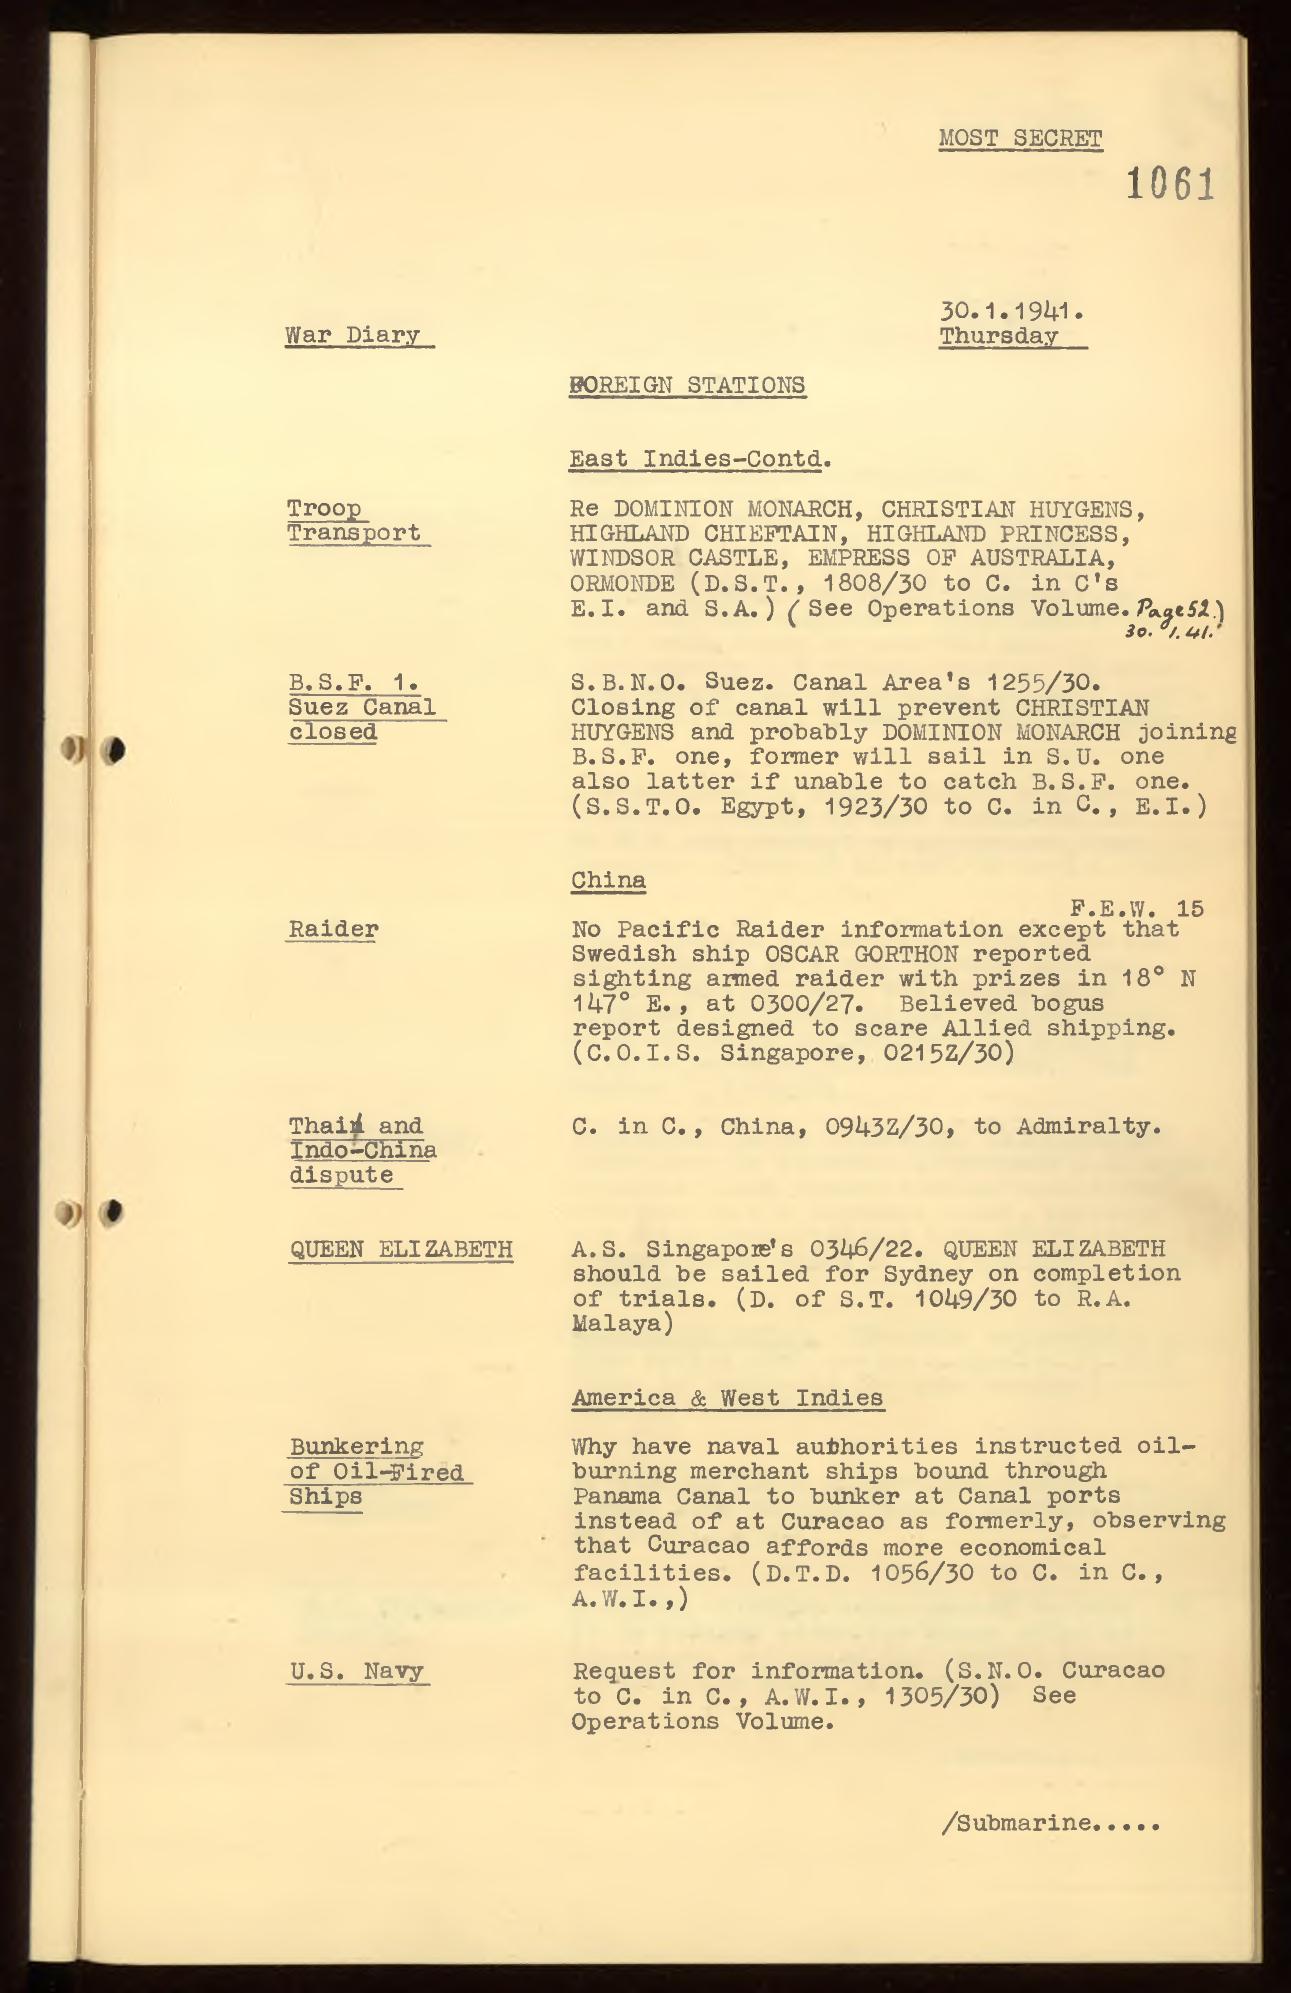 MOST SECRET
1061
30.1.1941.
War Diary
Thursday
FOREIGN STATIONS
East Indies-Contd.
Troop
Transport
Re DOMINION MONARCH, CHRISTIAN HUYGENS,
HIGHLAND CHIEFTAIN, HIGHLAND PRINCESS,
WINDSOR CASTLE, EMPRESS OF AUSTRALIA,
ORMONDE (D.S.T., 1808/30 to C. in C's
E.I. and S.A.) (See Operations Volume. Page 52.)
30. 1. 41.
B.S.F. 1.
Suez Canal
closed
S.B.N.O. Suez. Canal Area's 1255/30.
Closing of canal will prevent CHRISTIAN
HUYGENS and probably DOMINION MONARCH joining
B.S.F. one, former will sail in S.U. one
also latter if unable to catch B.S.F. one.
(S.S.T.O. Egypt, 1923/30 to C. in C., E.I.)
China
F.E.W. 15
Raider
No Pacific Raider information except that
Swedish ship OSCAR GORTHON reported
sighting armed raider with prizes in 18° N
147° E., at 0300/27. Believed bogus
report designed to scare Allied shipping.
(C.O.I.S. Singapore, 0215Z/30)
Thai and
Indo-China
dispute
C. in C., China, 0943Z/30, to Admiralty.
QUEEN ELIZABETH
A.S. Singapore's 0346/22. QUEEN ELIZABETH
should be sailed for Sydney on completion
of trials. (D. of S.T. 1049/30 to R.A.
Malaya)
America & West Indies
Bunkering
of Oil-Fired
Ships
Why have naval authorities instructed oil-
burning merchant ships bound through
Panama Canal to bunker at Canal ports
instead of at Curacao as formerly, observing
that Curacao affords more economical
facilities. (D.T.D. 1056/30 to C. in C.,
A.W.I.,)
U.S. Navy
Request for information. (S.N.O. Curacao
to C. in C., A.W.I., 1305/30) See
Operations Volume.
/Submarine.....